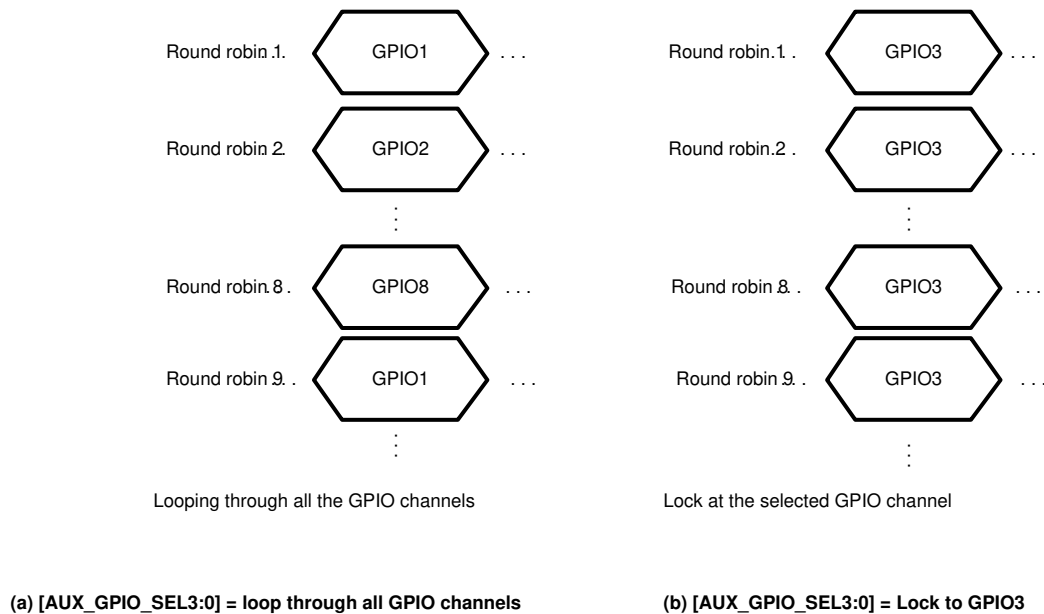 Round robin 1. . GPIO1 . . . Round robin.1. . GPIO3 . . .
Round robin 2. GPIO2 . . . Round robin.2 . GPIO3 . . .
Round robin. 8 . GPIO8 . . . Round robin 8. . GPIO3 . . .
Round robin 9. . GPIO1 . . . Round robin 9. . GPIO3 . . .
Looping through all the GPIO channels Lock at the selected GPIO channel
(a) [AUX_GPIO_SEL3:0] = loop through all GPIO channels (b) [AUX_GPIO_SEL3:0] = Lock to GPIO3